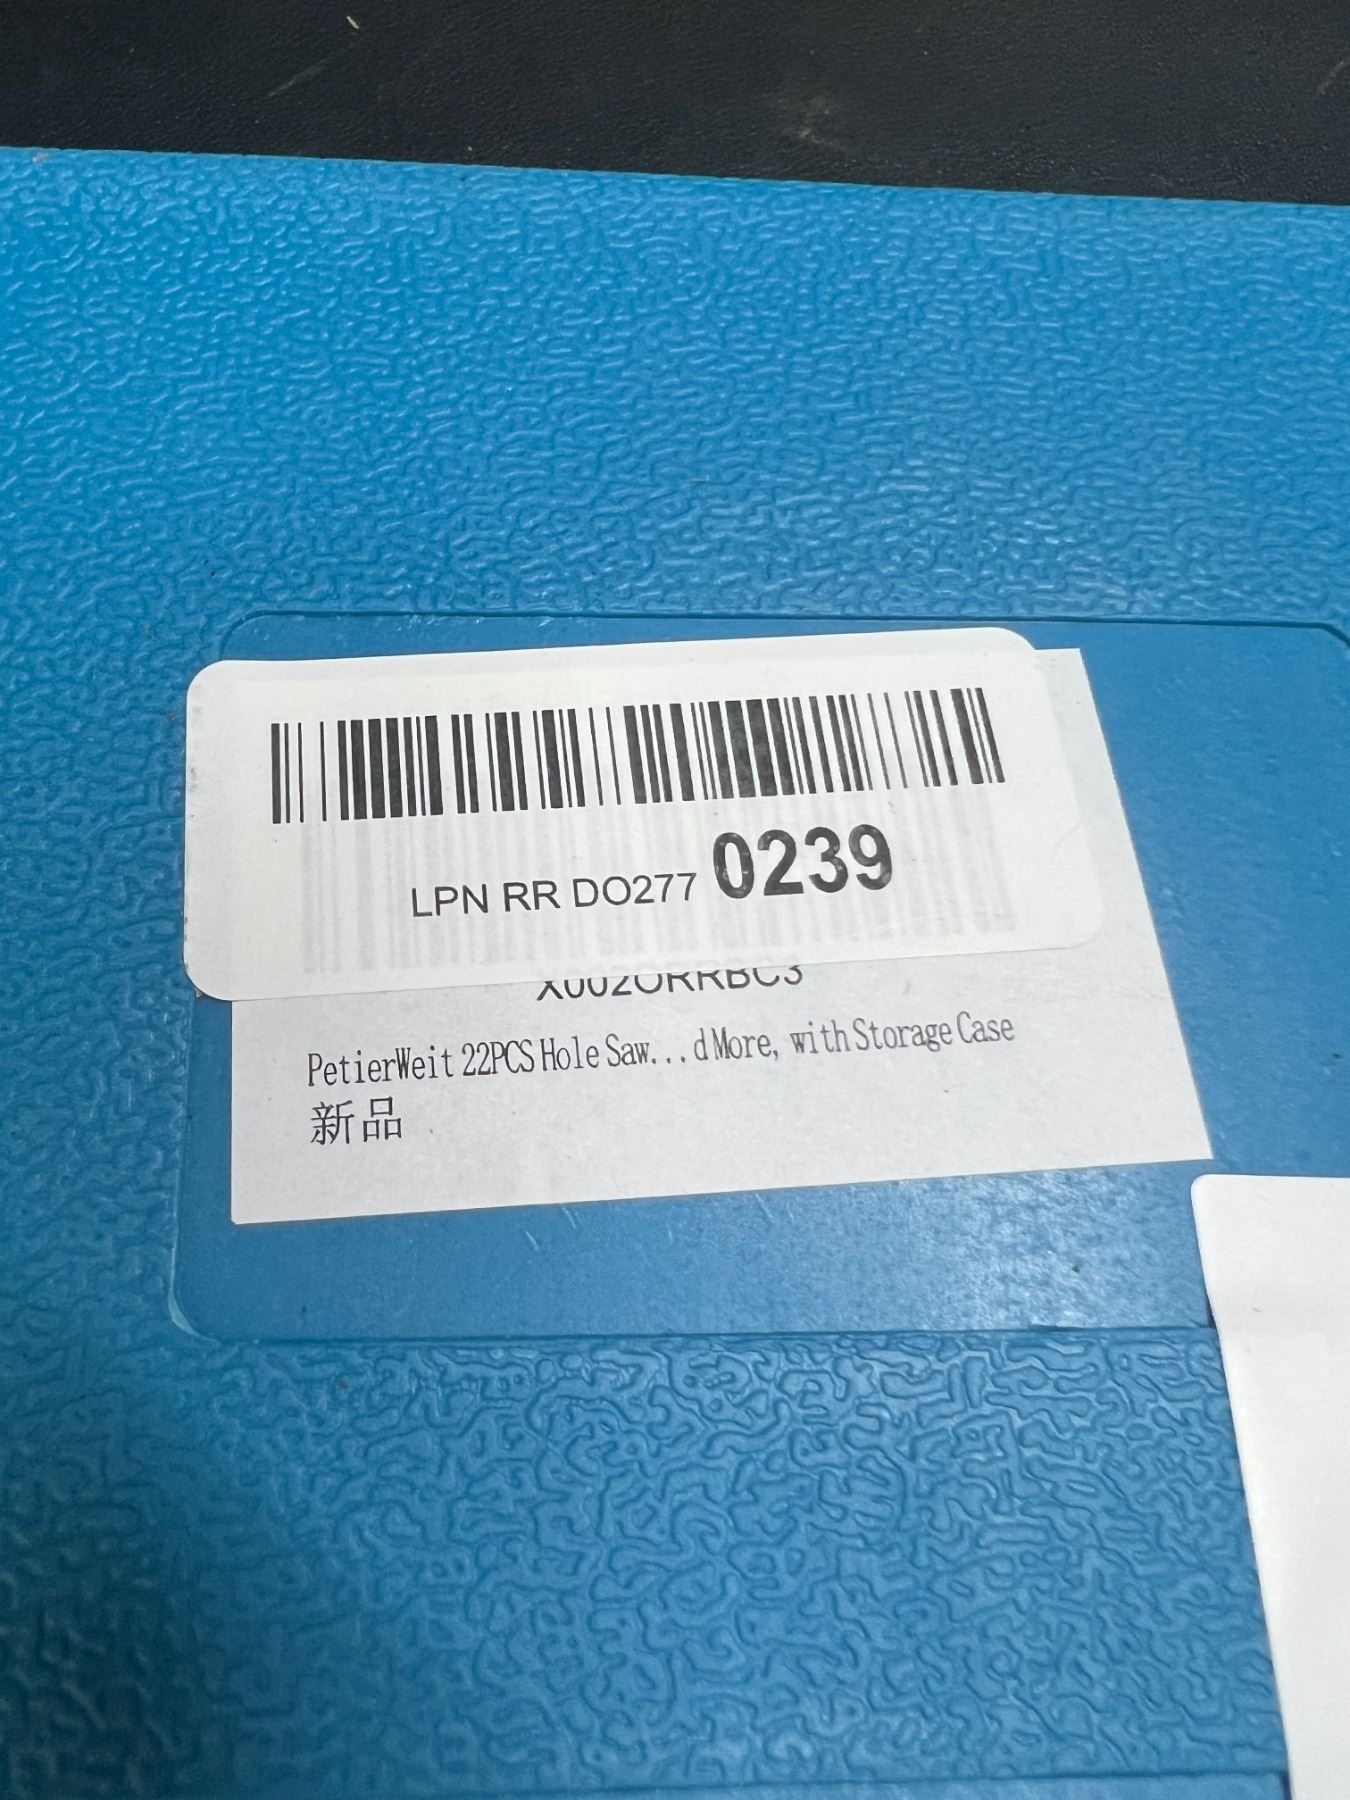 LPN RR DO277 0239
X002ORRBC3
PetierWeit 22PCS Hole Saw...d More, with Storage Case
新品